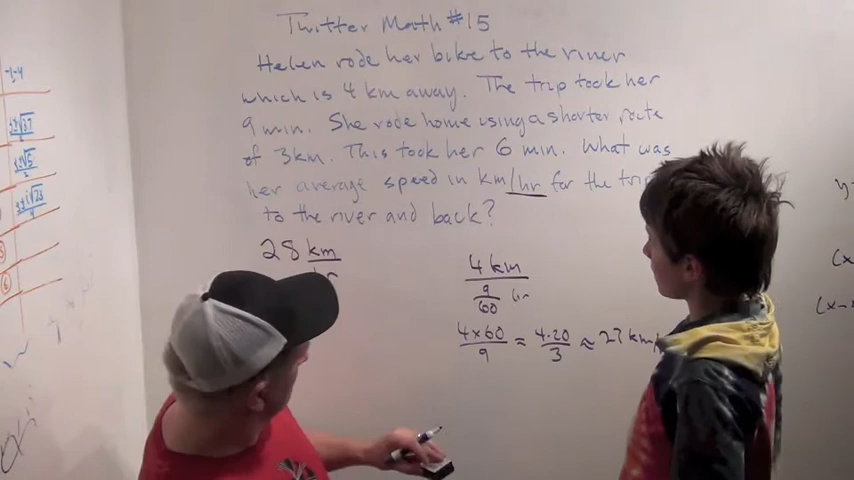 Twitter Math #15
Helen rode her bike to the river
which is 4 km away. The trip took her
9 min. She rode home using a shorter route
of 3km. This took her 6 min. What was
her average speed in km/hr for the trip
to the river and back?
28 km
4 km
9
60
4x60
9
≈
4.20
3
≈ 27 km
-1,-4